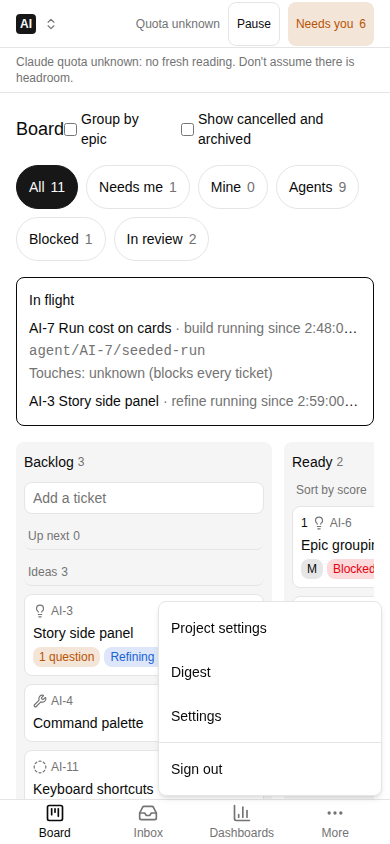 AI
Quota unknown
Pause
Needs you 6
Claude quota unknown: no fresh reading. Don't assume there is
headroom.
Board
Group by
epic
Show cancelled and
archived
All 11
Needs me 1
Mine 0
Agents 9
Blocked 1
In review 2
In flight
AI-7 Run cost on cards · build running since 2:48:0…
agent/AI-7/seeded-run
Touches: unknown (blocks every ticket)
AI-3 Story side panel · refine running since 2:59:00…
Backlog 3
Add a ticket
Up next 0
Ideas 3
AI-3
Story side panel
1 question
Refining
AI-4
Command palette
AI-11
Keyboard shortcuts
Ready 2
Sort by score
1 AI-6
Epic groupin
M
Blocked
Project settings
Digest
Settings
Sign out
Board
Inbox
Dashboards
More